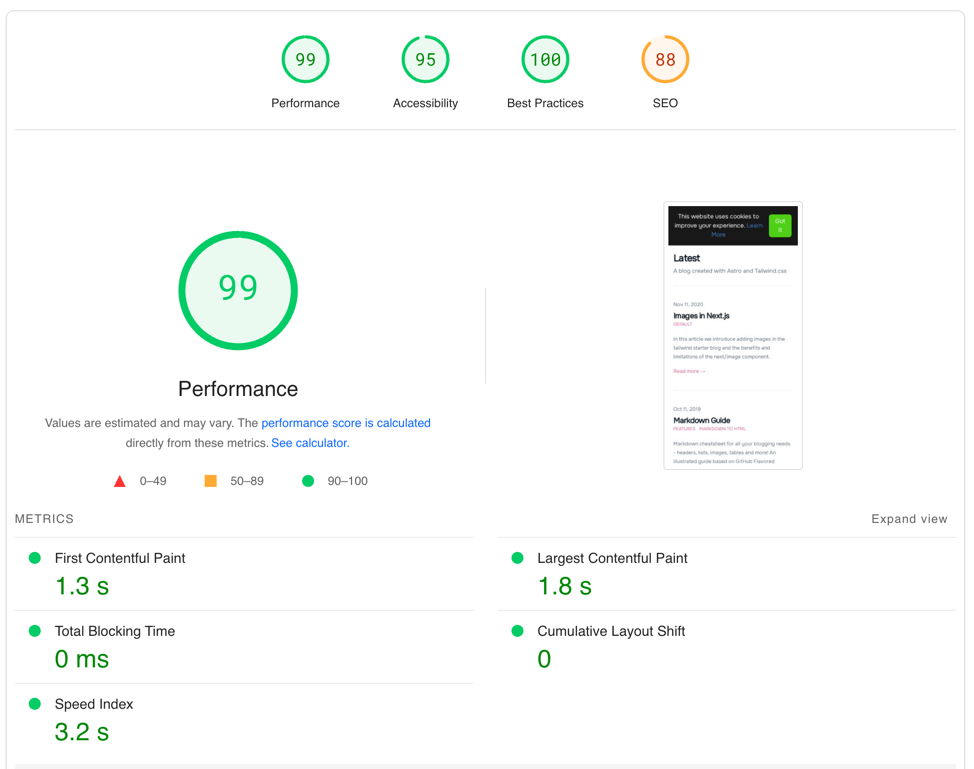 99
95
100
88
Performance
Accessibility
Best Practices
SEO
99
Performance
Values are estimated and may vary. The performance score is calculated
directly from these metrics. See calculator.
0–49
50–89
90–100
This website uses cookies to
improve your experience. Learn
More
Got
it
Latest
A blog created with Astro and Tailwind.css
Nov 11, 2020
Images in Next.js
DEFAULT
In this article we introduce adding images in the
tailwind starter blog and the benefits and
limitations of the next/image component.
Read more →
Oct 11, 2019
Markdown Guide
FEATURES MARKDOWN TO HTML
Markdown cheatsheet for all your blogging needs
- headers, lists, images, tables and more! An
illustrated guide based on GitHub Flavored
METRICS
Expand view
First Contentful Paint
1.3 s
Largest Contentful Paint
1.8 s
Total Blocking Time
0 ms
Cumulative Layout Shift
0
Speed Index
3.2 s